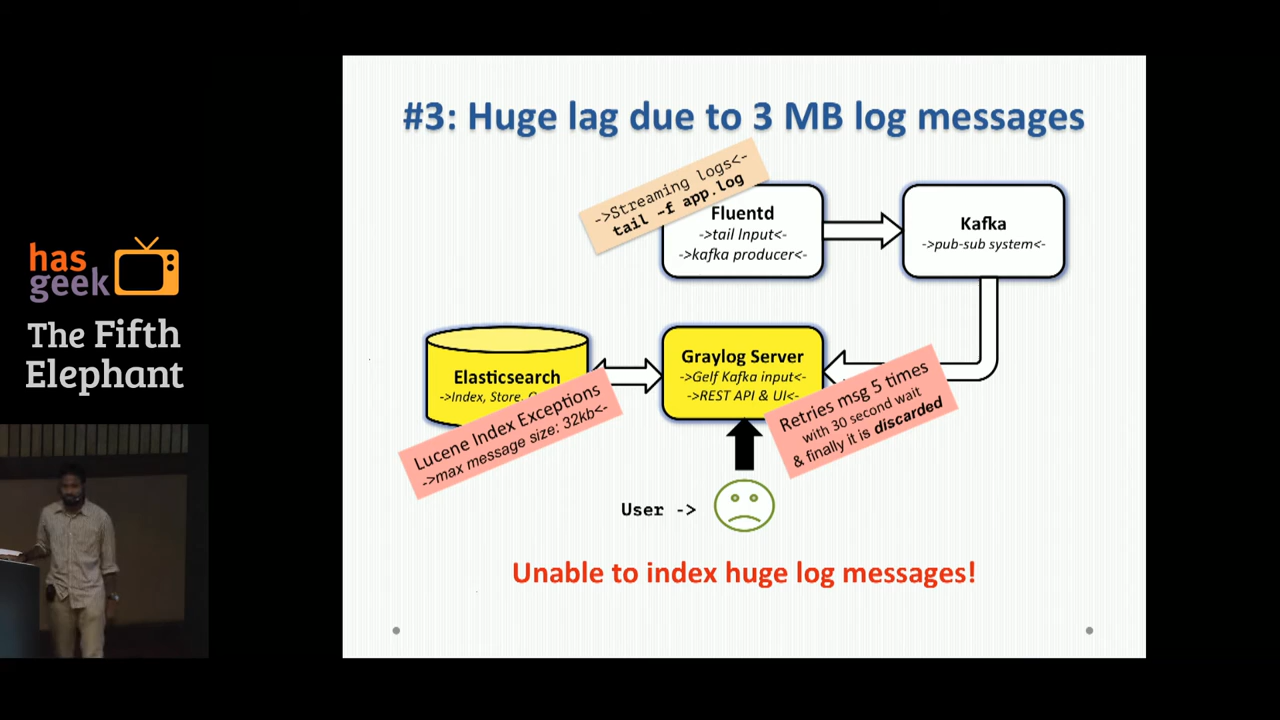 #3: Huge lag due to 3 MB log messages
->Streaming logs<-
tail -f app.log
Fluentd
->tail Input<-
->kafka producer<-
Kafka
->pub-sub system<-
Elasticsearch
->Index, Store,
Graylog Server
->Gelf Kafka input<-
->REST API & UI<-
Lucene Index Exceptions
->max message size: 32kb<-
Retries msg 5 times
with 30 second wait
& finally it is discarded
User ->
Unable to index huge log messages!
has
geek
The Fifth
Elephant